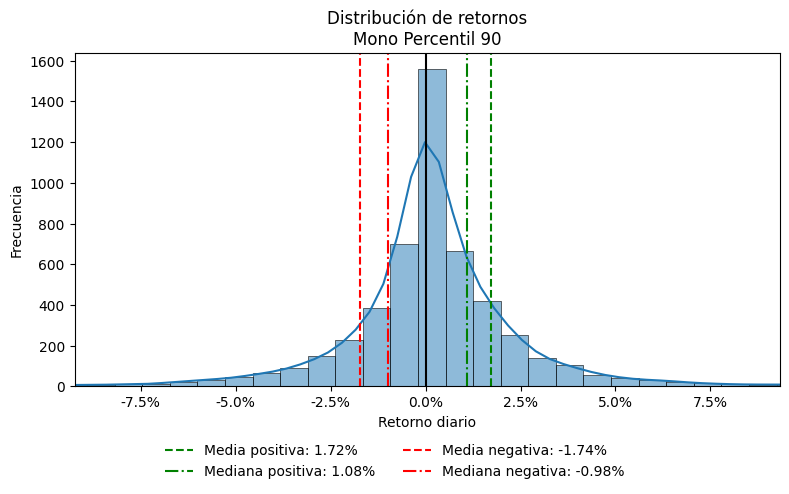 Distribución de retornos
Mono Percentil 90
1600
1400
1200
1000
800
600
400
200
0
Frecuencia
-7.5%
-5.0%
-2.5%
0.0%
2.5%
5.0%
7.5%
Retorno diario
Media positiva: 1.72%
Mediana positiva: 1.08%
Media negativa: -1.74%
Mediana negativa: -0.98%